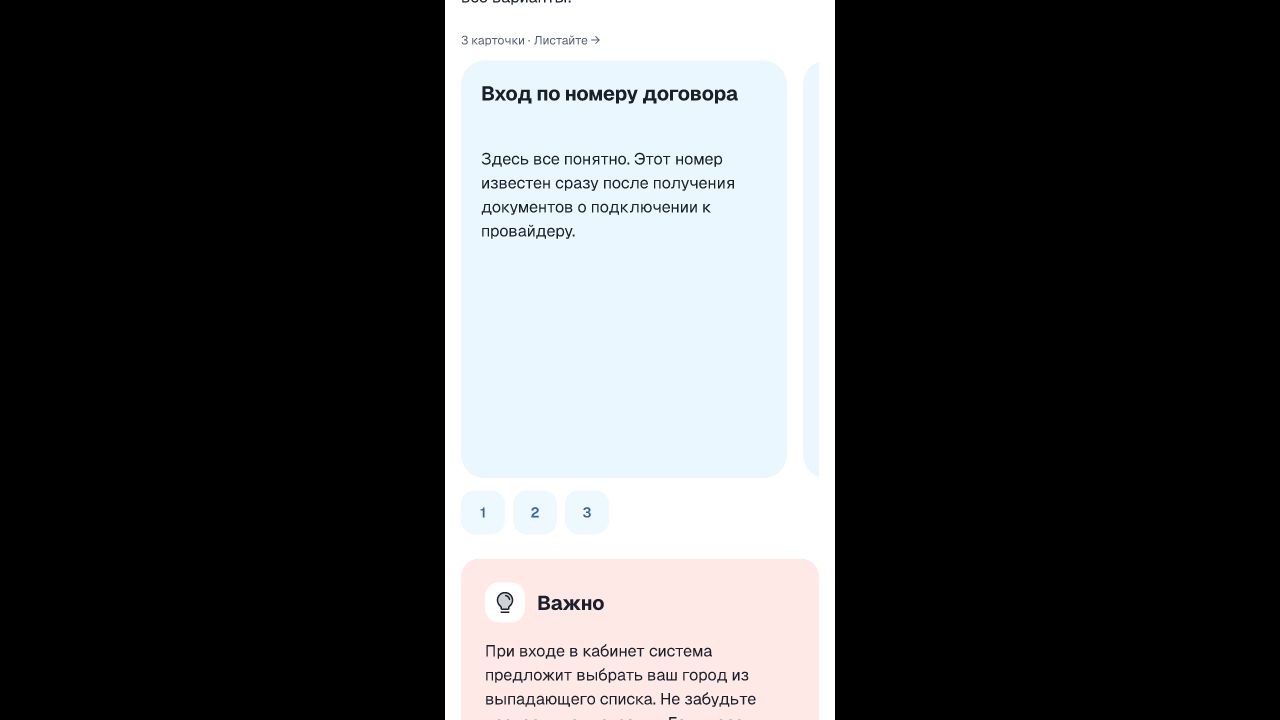 3 карточки · Листайте →
Вход по номеру договора
Здесь все понятно. Этот номер
известен сразу после получения
документов о подключении к
провайдеру.
1 2 3
Важно
При входе в кабинет система
предложит выбрать ваш город из
выпадающего списка. Не забудьте